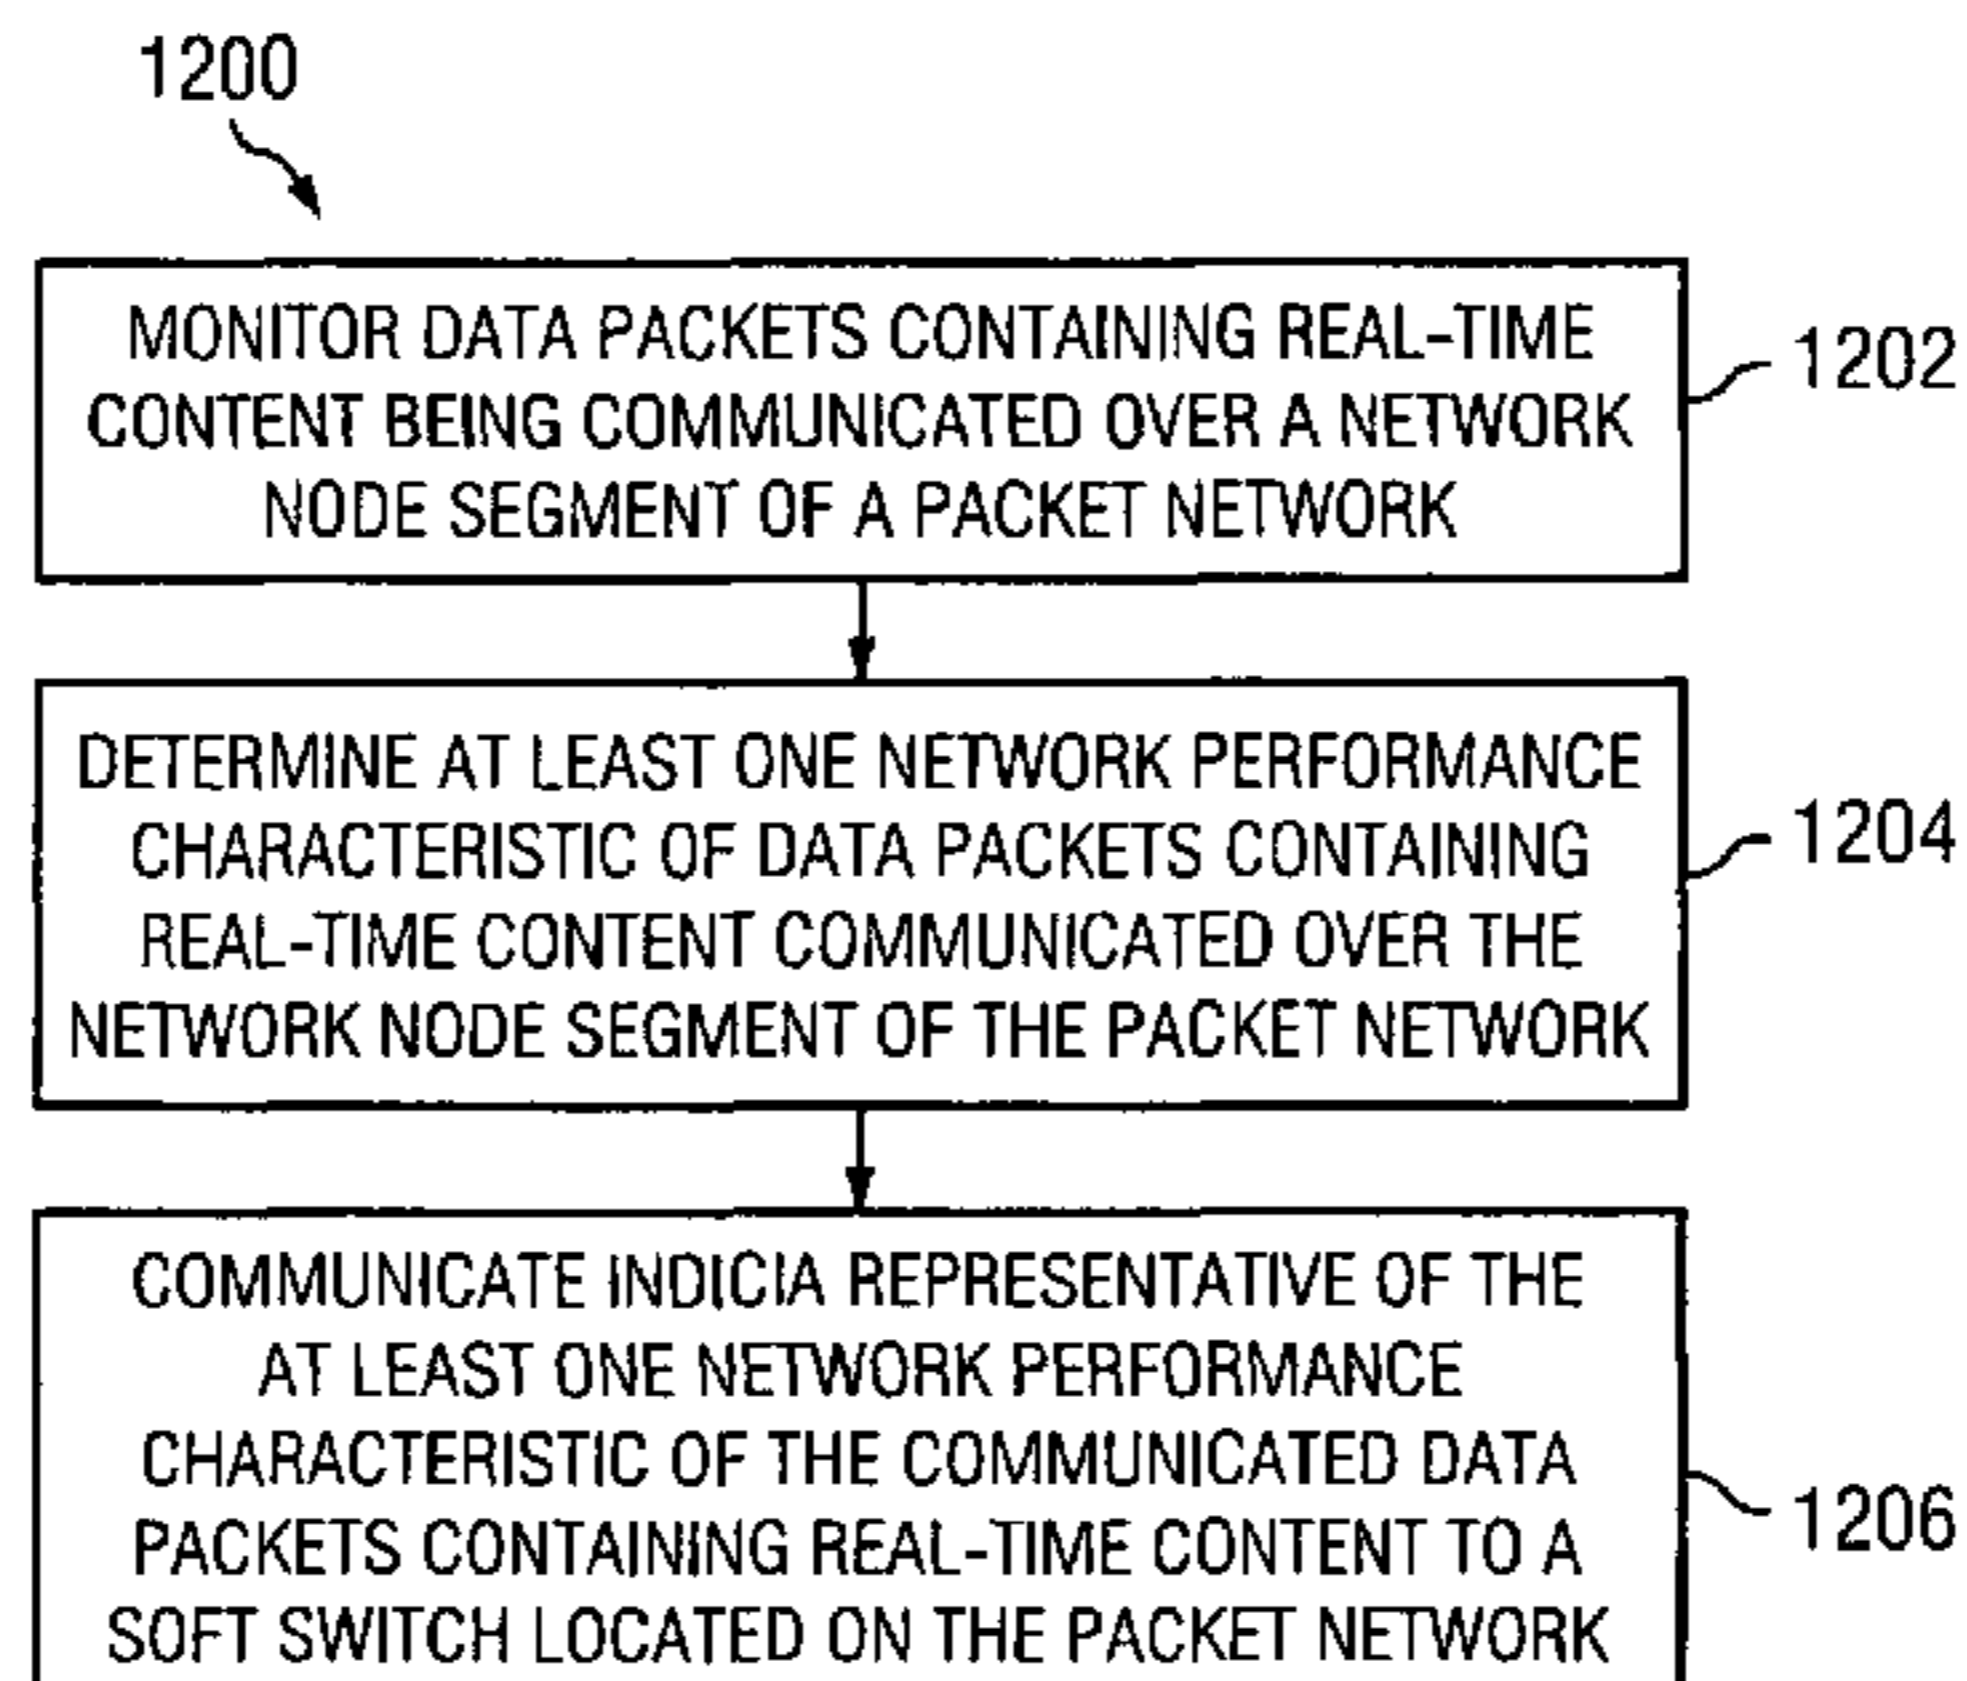 1200
MONITOR DATA PACKETS CONTAINING REAL-TIME
CONTENT BEING COMMUNICATED OVER A NETWORK
NODE SEGMENT OF A PACKET NETWORK
1202
DETERMINE AT LEAST ONE NETWORK PERFORMANCE
CHARACTERISTIC OF DATA PACKETS CONTAINING
REAL-TIME CONTENT COMMUNICATED OVER THE
NETWORK NODE SEGMENT OF THE PACKET NETWORK
1204
COMMUNICATE INDICIA REPRESENTATIVE OF THE
AT LEAST ONE NETWORK PERFORMANCE
CHARACTERISTIC OF THE COMMUNICATED DATA
PACKETS CONTAINING REAL-TIME CONTENT TO A
SOFT SWITCH LOCATED ON THE PACKET NETWORK
1206